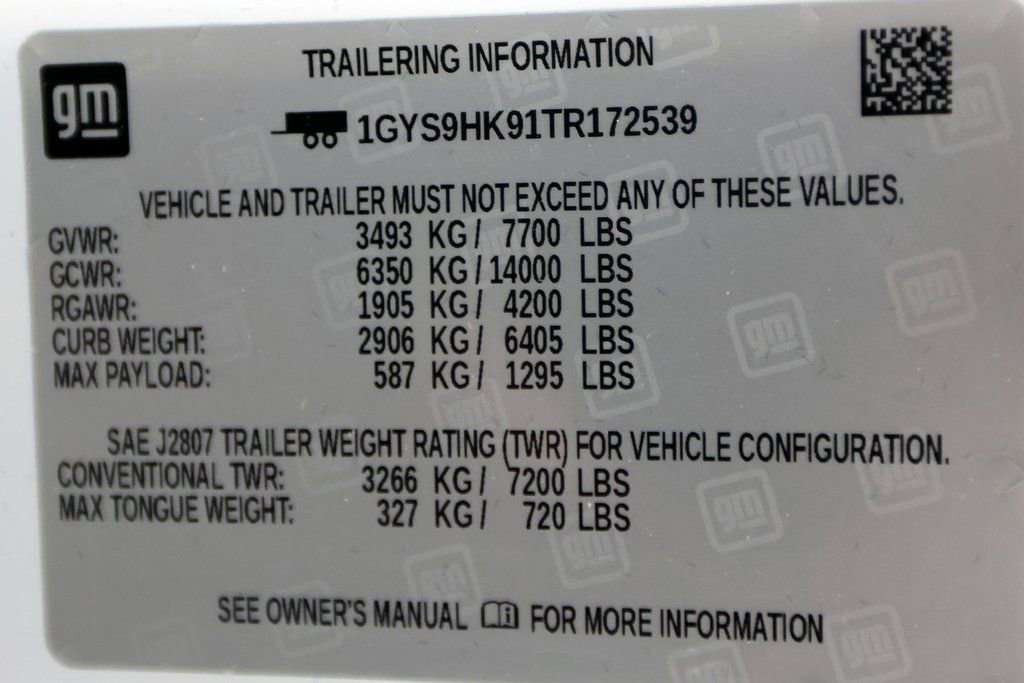 gm
TRAILERING INFORMATION
1GYS9HK91TR172539
VEHICLE AND TRAILER MUST NOT EXCEED ANY OF THESE VALUES.
GVWR: 3493 KG/ 7700 LBS
GCWR: 6350 KG/14000 LBS
RGAWR: 1905 KG/ 4200 LBS
CURB WEIGHT: 2906 KG/ 6405 LBS
MAX PAYLOAD: 587 KG/ 1295 LBS
SAE J2807 TRAILER WEIGHT RATING (TWR) FOR VEHICLE CONFIGURATION.
CONVENTIONAL TWR: 3266 KG/ 7200 LBS
MAX TONGUE WEIGHT: 327 KG/ 720 LBS
SEE OWNER'S MANUAL FOR MORE INFORMATION